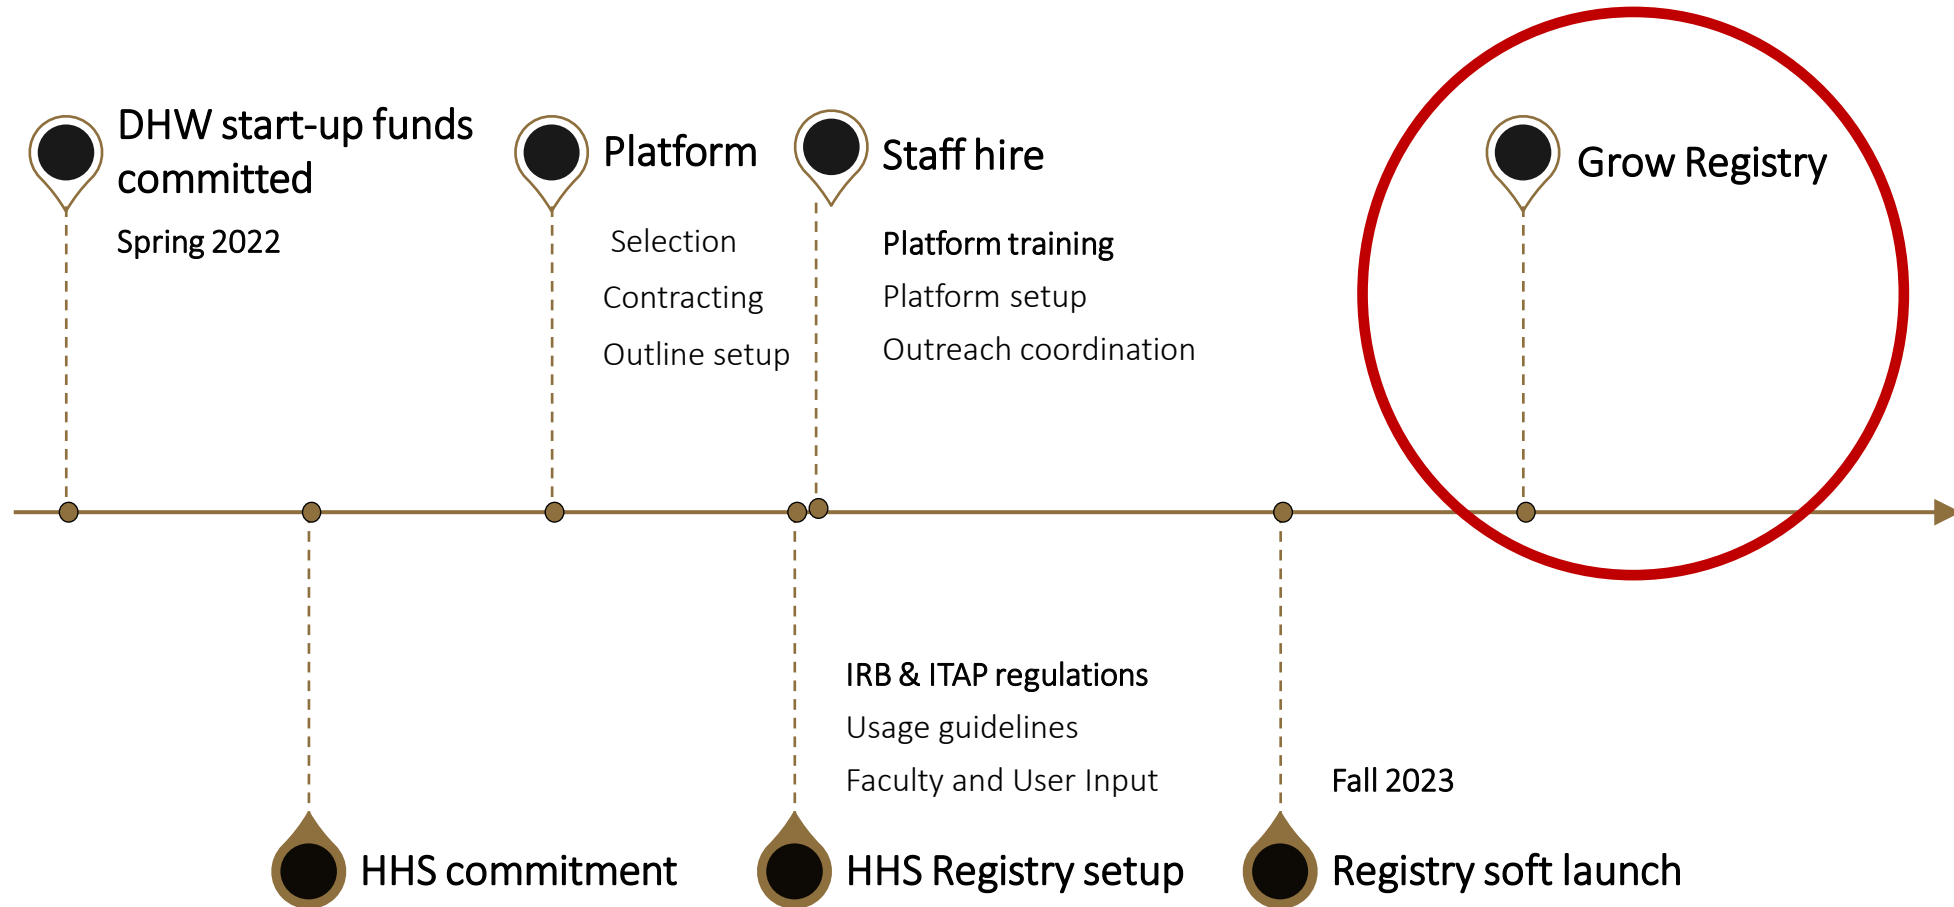 DHW start-up funds
committed
Spring 2022
Platform
Selection
Contracting
Outline setup
Staff hire
Platform training
Platform setup
Outreach coordination
Grow Registry
HHS commitment
IRB & ITAP regulations
Usage guidelines
Faculty and User Input
HHS Registry setup
Fall 2023
Registry soft launch